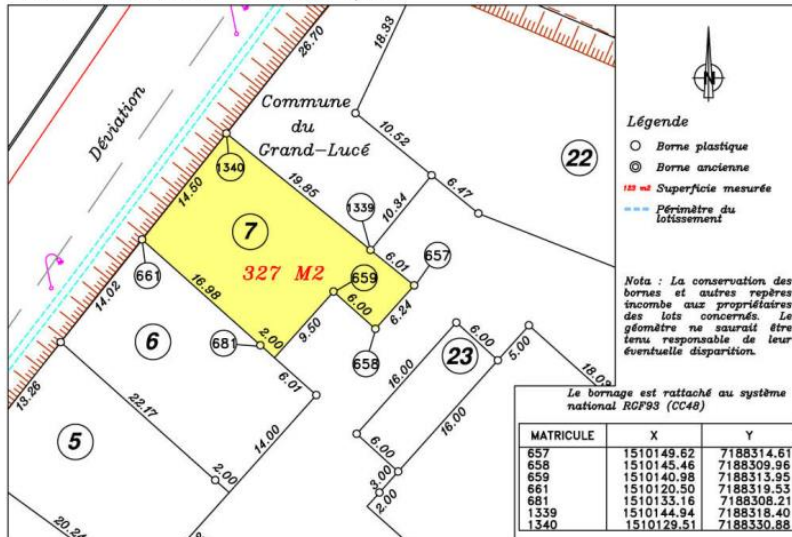 26.70
18.33
Commune
du
Grand-Lucé
Déviation
10.52
22
1340
19.85
14.50
10.34
6.47
1339
7
6.01
657
327 M2
661
659
16.98
6.00
6.24
14.02
9.50
658
6
681
2.00
6.01
23
6.00
5.00
18.03
13.26
22.17
14.00
16.00
16.00
5
2.00
6.00
3.00
2.00
20.24
N
Légende
Borne plastique
Borne ancienne
123 m2 Superficie mesurée
Périmètre du
lotissement
Nota : La conservation des
bornes et autres repères
incombe aux propriétaires
des lots concernés. Le
géomètre ne saurait être
tenu responsable de leur
éventuelle disparition.
Le bornage est rattaché au système
national RGF93 (CC48)
MATRICULE X Y
657 1510149.62 7188314.61
658 1510145.46 7188309.96
659 1510140.98 7188313.95
661 1510120.50 7188319.53
681 1510133.16 7188308.21
1339 1510144.94 7188318.40
1340 1510129.51 7188330.88